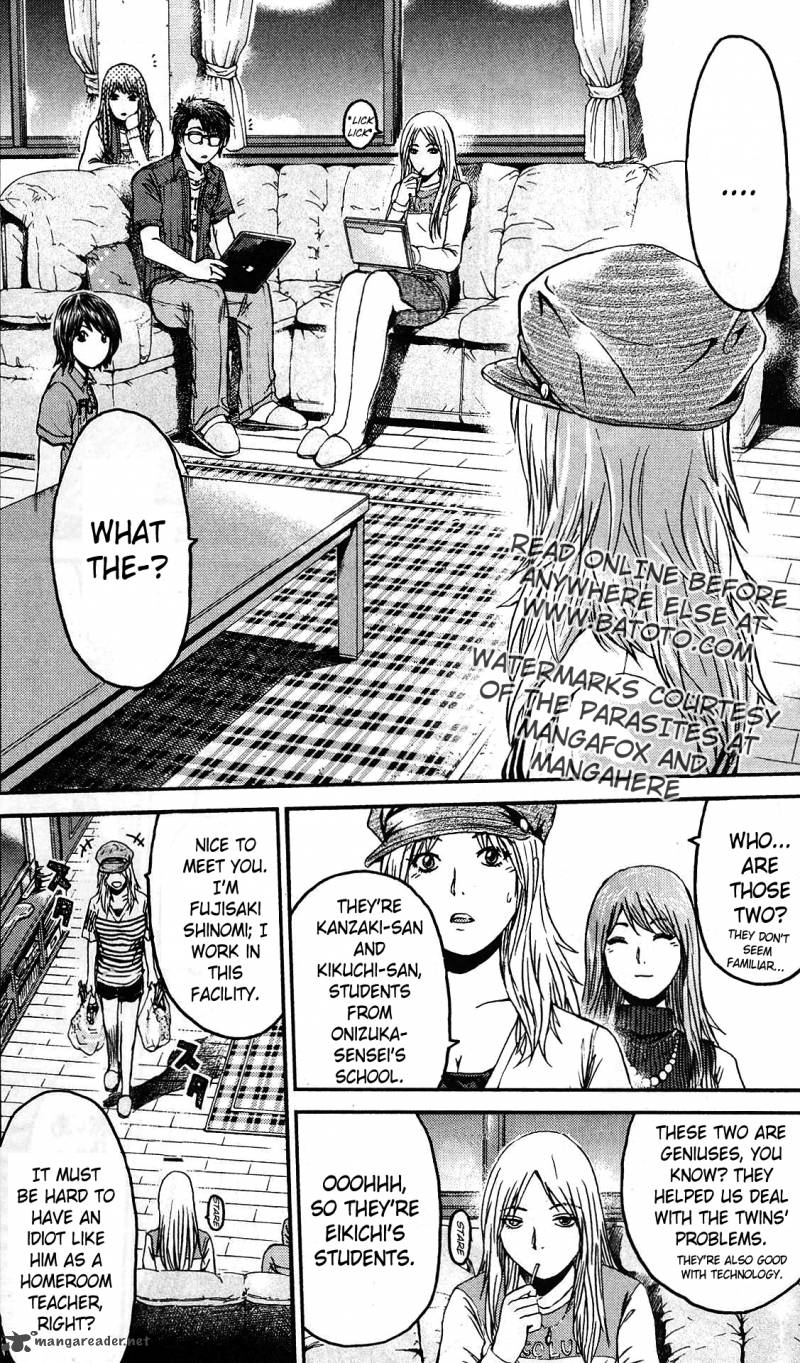 ....
*LICK
LICK*
WHAT
THE-?
READ ONLINE BEFORE
ANYWHERE ELSE AT
WWW.BATOTO.COM
WATERMARKS COURTESY
OF THE PARASITES AT
MANGAFOX AND
MANGAHERE
WHO...
ARE
THOSE
TWO?
THEY DON'T
SEEM
FAMILIAR...
THEY'RE
KANZAKI-SAN
AND
KIKUCHI-SAN,
STUDENTS
FROM
ONIZUKA-
SENSEI'S
SCHOOL.
NICE TO
MEET YOU.
I'M
FUJISAKI
SHINOMI; I
WORK IN
THIS
FACILITY.
スタ
スタ
IT MUST
BE HARD TO
HAVE AN
IDIOT LIKE
HIM AS A
HOMEROOM
TEACHER,
RIGHT?
STARE
THESE TWO ARE
GENIUSES, YOU
KNOW? THEY
HELPED US DEAL
WITH THE TWINS'
PROBLEMS.
THEY'RE ALSO GOOD
WITH TECHNOLOGY.
OOOHHH,
SO THEY'RE
EIKICHI'S
STUDENTS.
STARE
SOLU
mangareader.net